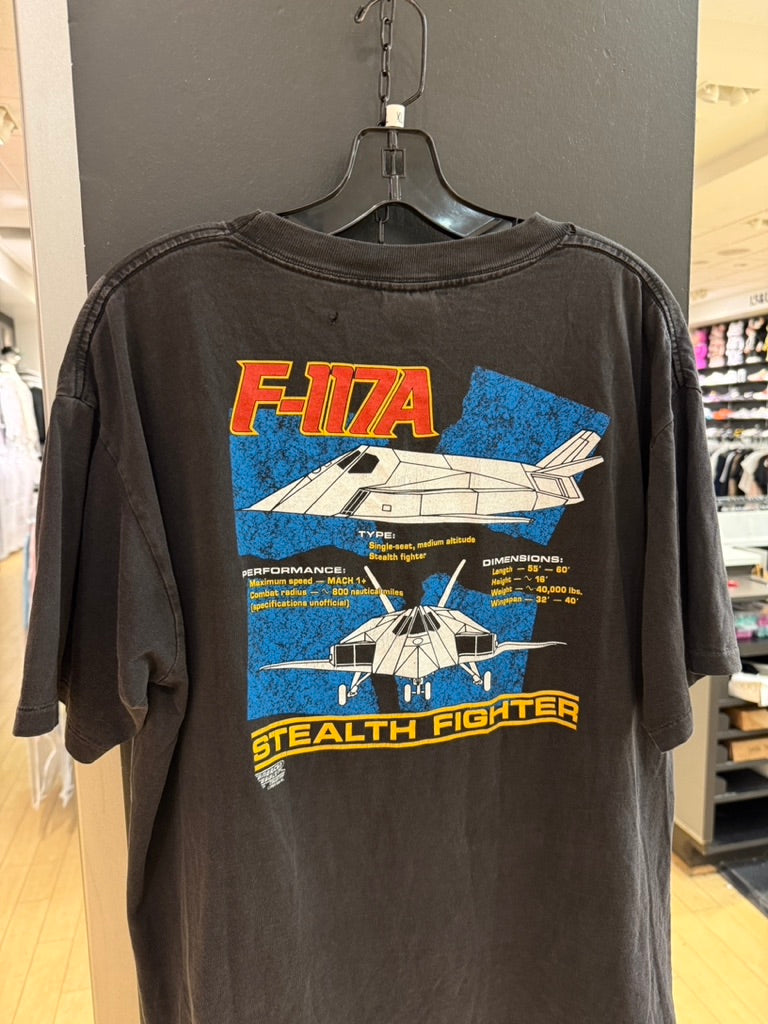 F-117A
TYPE:
Single-seat, medium altitude
Stealth fighter
PERFORMANCE:
Maximum speed — MACH 1+
Combat radius — ~ 600 nautical miles
(specifications unofficial)
DIMENSIONS:
Length — 55' — 60'
Height — ~ 16'
Weight — ~ 40,000 lbs.
Wingspan — 32' — 40'
STEALTH FIGHTER